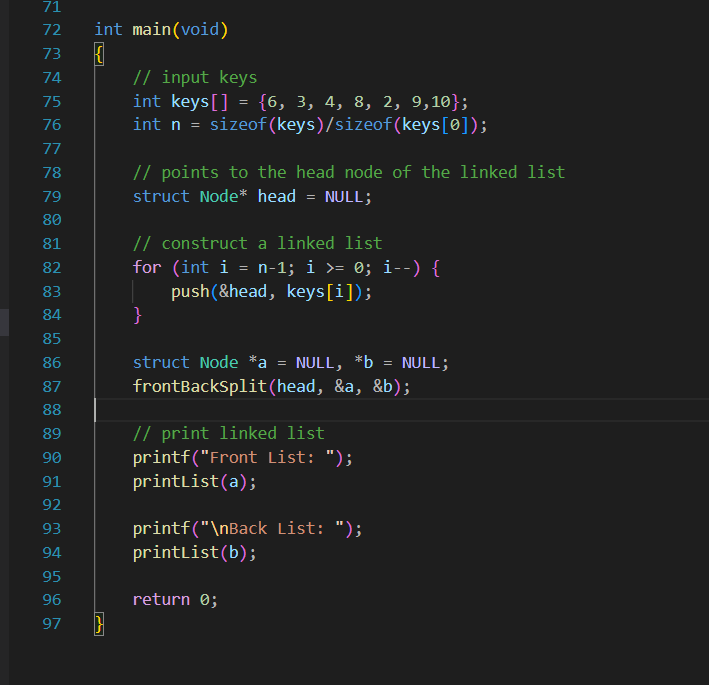 71
72 int main(void)
73 {
74     // input keys
75     int keys[] = {6, 3, 4, 8, 2, 9,10};
76     int n = sizeof(keys)/sizeof(keys[0]);
77
78     // points to the head node of the linked list
79     struct Node* head = NULL;
80
81     // construct a linked list
82     for (int i = n-1; i >= 0; i--) {
83         push(&head, keys[i]);
84     }
85
86     struct Node *a = NULL, *b = NULL;
87     frontBackSplit(head, &a, &b);
88
89     // print linked list
90     printf("Front List: ");
91     printList(a);
92
93     printf("\nBack List: ");
94     printList(b);
95
96     return 0;
97 }